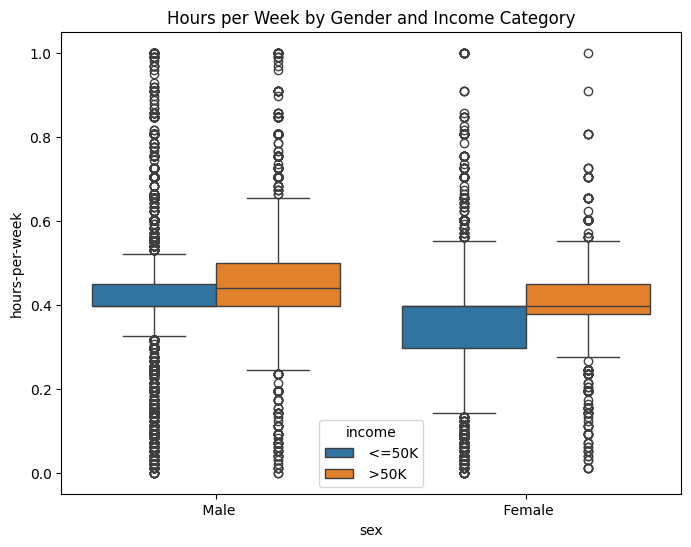 Hours per Week by Gender and Income Category
hours-per-week
1.0
0.8
0.6
0.4
0.2
0.0
income
<=50K
>50K
Male
Female
sex